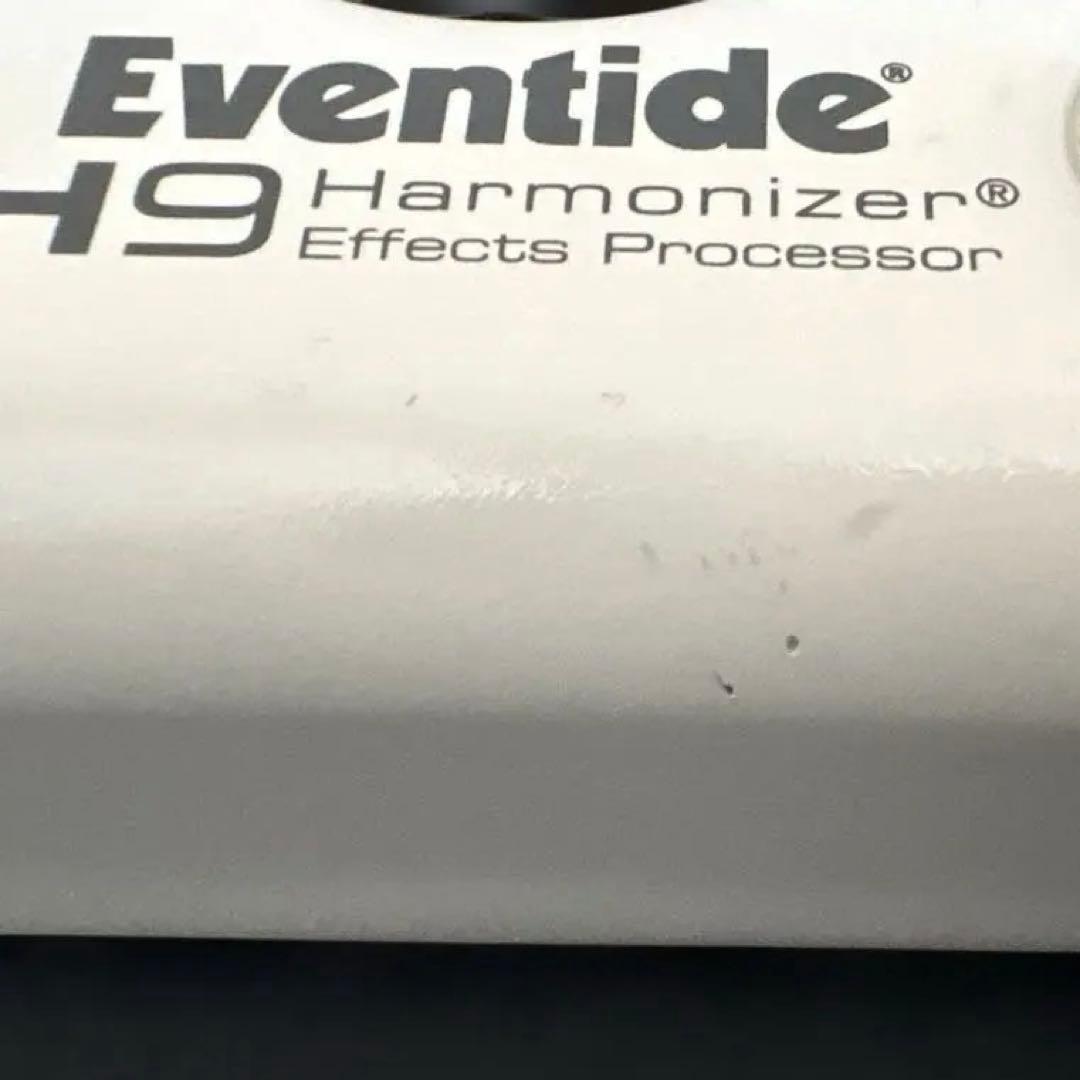 Eventide®
H9 Harmonizer®
Effects Processor